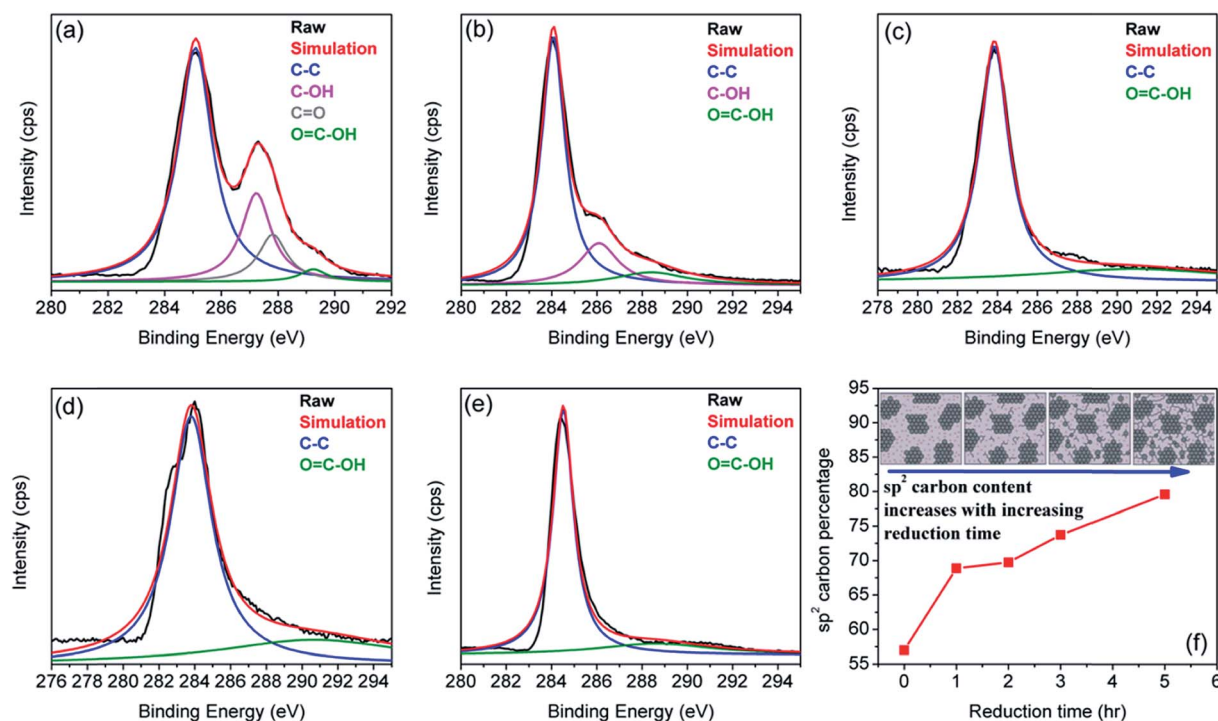 (a)
Raw
Simulation
C-C
C-OH
C=O
O=C-OH
Intensity (cps)
280 282 284 286 288 290 292
Binding Energy (eV)
(b)
Raw
Simulation
C-C
C-OH
O=C-OH
Intensity (cps)
280 282 284 286 288 290 292 294
Binding Energy (eV)
(c)
Raw
Simulation
C-C
O=C-OH
Intensity (cps)
278 280 282 284 286 288 290 292 294
Binding Energy (eV)
(d)
Raw
Simulation
C-C
O=C-OH
Intensity (cps)
276 278 280 282 284 286 288 290 292 294
Binding Energy (eV)
(e)
Raw
Simulation
C-C
O=C-OH
Intensity (cps)
280 282 284 286 288 290 292 294
Binding Energy (eV)
95
90
85
80
75
70
65
60
55
sp² carbon percentage
sp² carbon content
increases with increasing
reduction time
(f)
0 1 2 3 4 5 6
Reduction time (hr)